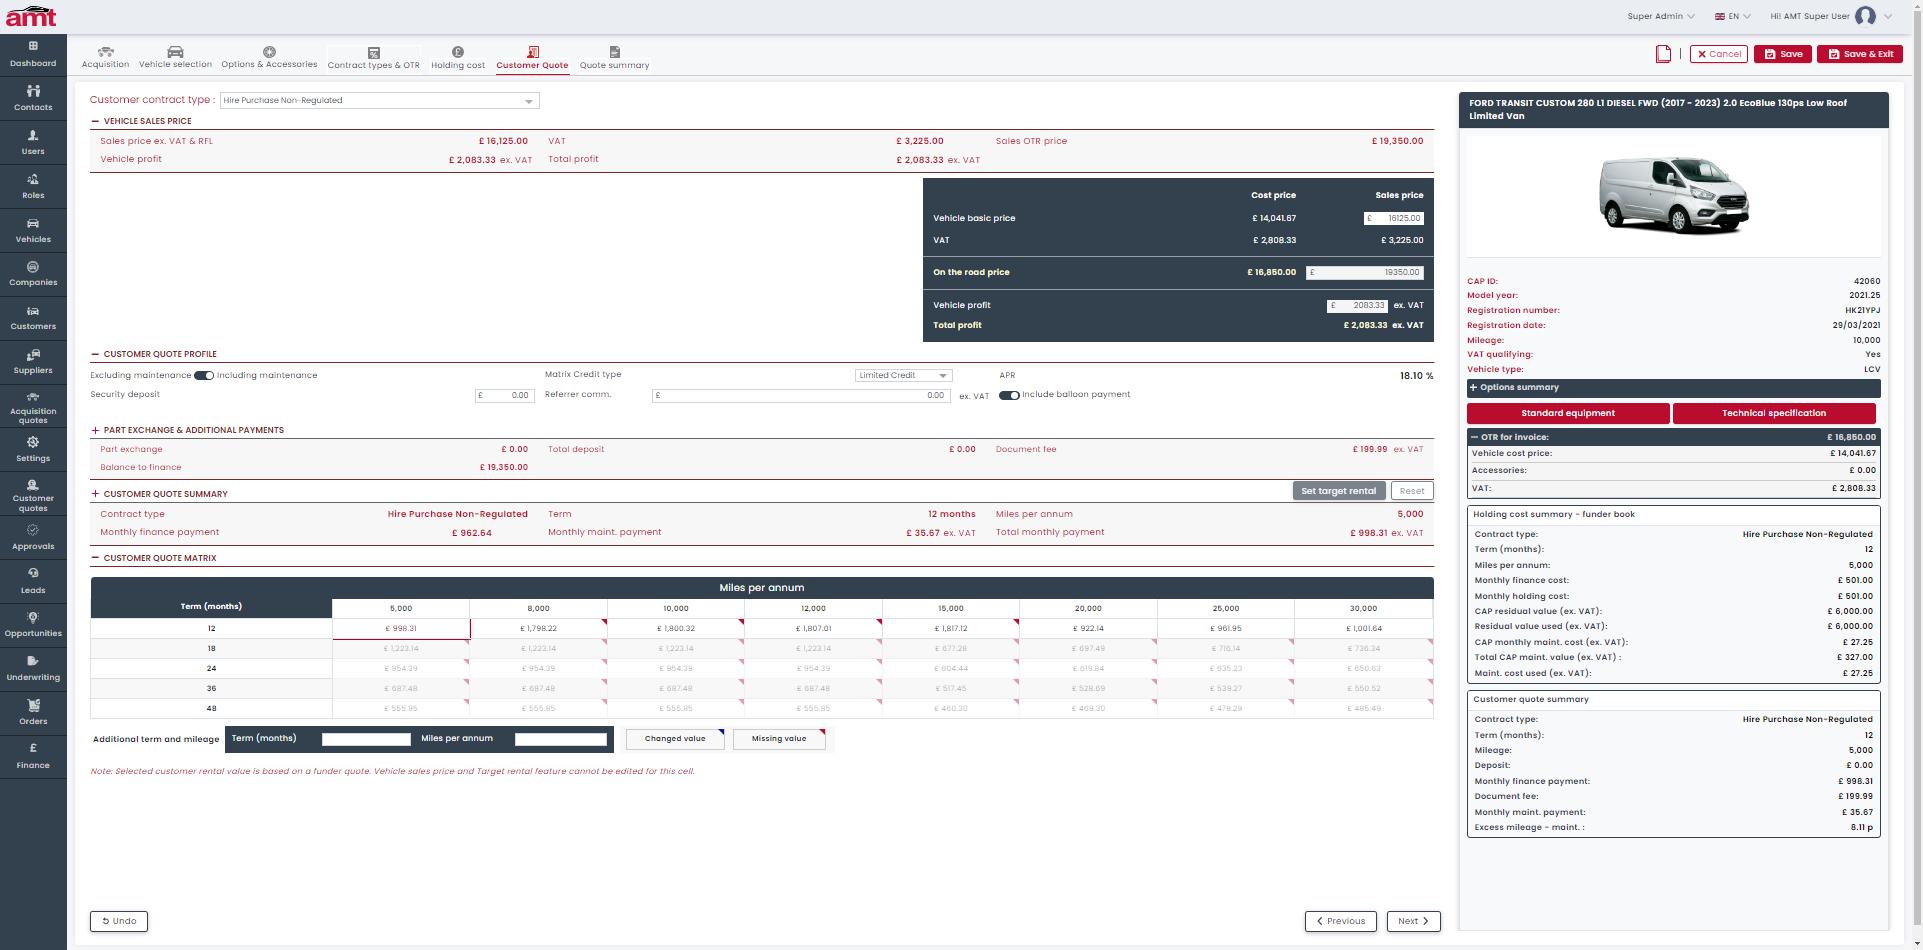 amt
Super Admin EN Hi! AMT Super User
Dashboard
Contacts
Users
Roles
Vehicles
Companies
Customers
Suppliers
Acquisition
quotes
Settings
Customer
quotes
Approvals
Leads
Opportunities
Underwriting
Orders
Finance
Acquisition Vehicle selection Options & Accessories Contract types & OTR Holding cost Customer Quote Quote summary
Cancel Save Save & Exit
Customer contract type : Hire Purchase Non-Regulated
VEHICLE SALES PRICE
Sales price ex. VAT & RFL £ 16,125.00 VAT £ 3,225.00 Sales OTR price £ 19,350.00
Vehicle profit £ 2,083.33 ex. VAT Total profit £ 2,083.33 ex. VAT
Cost price Sales price
Vehicle basic price £ 14,041.67 £ 16125.00
VAT £ 2,808.33 £ 3,225.00
On the road price £ 16,850.00 £ 19350.00
Vehicle profit £ 2083.33 ex. VAT
Total profit £ 2,083.33 ex. VAT
CUSTOMER QUOTE PROFILE
Excluding maintenance Including maintenance Matrix Credit type Limited Credit APR 18.10 %
Security deposit £ 0.00 Referrer comm. £ 0.00 ex. VAT Include balloon payment
PART EXCHANGE & ADDITIONAL PAYMENTS
Part exchange £ 0.00 Total deposit £ 0.00 Document fee £ 199.99 ex. VAT
Balance to finance £ 19,350.00
CUSTOMER QUOTE SUMMARY Set target rental Reset
Contract type Hire Purchase Non-Regulated Term 12 months Miles per annum 5,000
Monthly finance payment £ 962.64 Monthly maint. payment £ 35.67 ex. VAT Total monthly payment £ 998.31 ex. VAT
CUSTOMER QUOTE MATRIX
Miles per annum
Term (months) 5,000 8,000 10,000 12,000 15,000 20,000 25,000 30,000
12 £ 998.31 £ 1,798.22 £ 1,800.32 £ 1,807.01 £ 1,817.12 £ 922.14 £ 961.95 £ 1,001.64
18 £ 1,223.14 £ 1,223.14 £ 1,223.14 £ 1,223.14 £ 677.28 £ 697.49 £ 716.14 £ 736.34
24 £ 954.39 £ 954.39 £ 954.39 £ 954.39 £ 604.44 £ 619.84 £ 635.23 £ 650.63
36 £ 687.48 £ 687.48 £ 687.48 £ 687.48 £ 517.45 £ 528.69 £ 539.27 £ 550.52
48 £ 555.85 £ 555.85 £ 555.85 £ 555.85 £ 460.30 £ 469.30 £ 478.29 £ 485.49
Additional term and mileage Term (months) Miles per annum Changed value Missing value
Note: Selected customer rental value is based on a funder quote. Vehicle sales price and Target rental feature cannot be edited for this cell.
Undo Previous Next
FORD TRANSIT CUSTOM 280 L1 DIESEL FWD (2017 - 2023) 2.0 EcoBlue 130ps Low Roof
Limited Van
CAP ID: 42060
Model year: 2021.25
Registration number: HK21YPJ
Registration date: 29/03/2021
Mileage: 10,000
VAT qualifying: Yes
Vehicle type: LCV
Options summary
Standard equipment Technical specification
OTR for invoice: £ 16,850.00
Vehicle cost price: £ 14,041.67
Accessories: £ 0.00
VAT: £ 2,808.33
Holding cost summary - funder book
Contract type: Hire Purchase Non-Regulated
Term (months): 12
Miles per annum: 5,000
Monthly finance cost: £ 501.00
Monthly holding cost: £ 501.00
CAP residual value (ex. VAT): £ 6,000.00
Residual value used (ex. VAT): £ 6,000.00
CAP monthly maint. cost (ex. VAT): £ 27.25
Total CAP maint. value (ex. VAT) : £ 327.00
Maint. cost used (ex. VAT): £ 27.25
Customer quote summary
Contract type: Hire Purchase Non-Regulated
Term (months): 12
Mileage: 5,000
Deposit: £ 0.00
Monthly finance payment: £ 998.31
Document fee: £ 199.99
Monthly maint. payment: £ 35.67
Excess mileage - maint. : 8.11 p